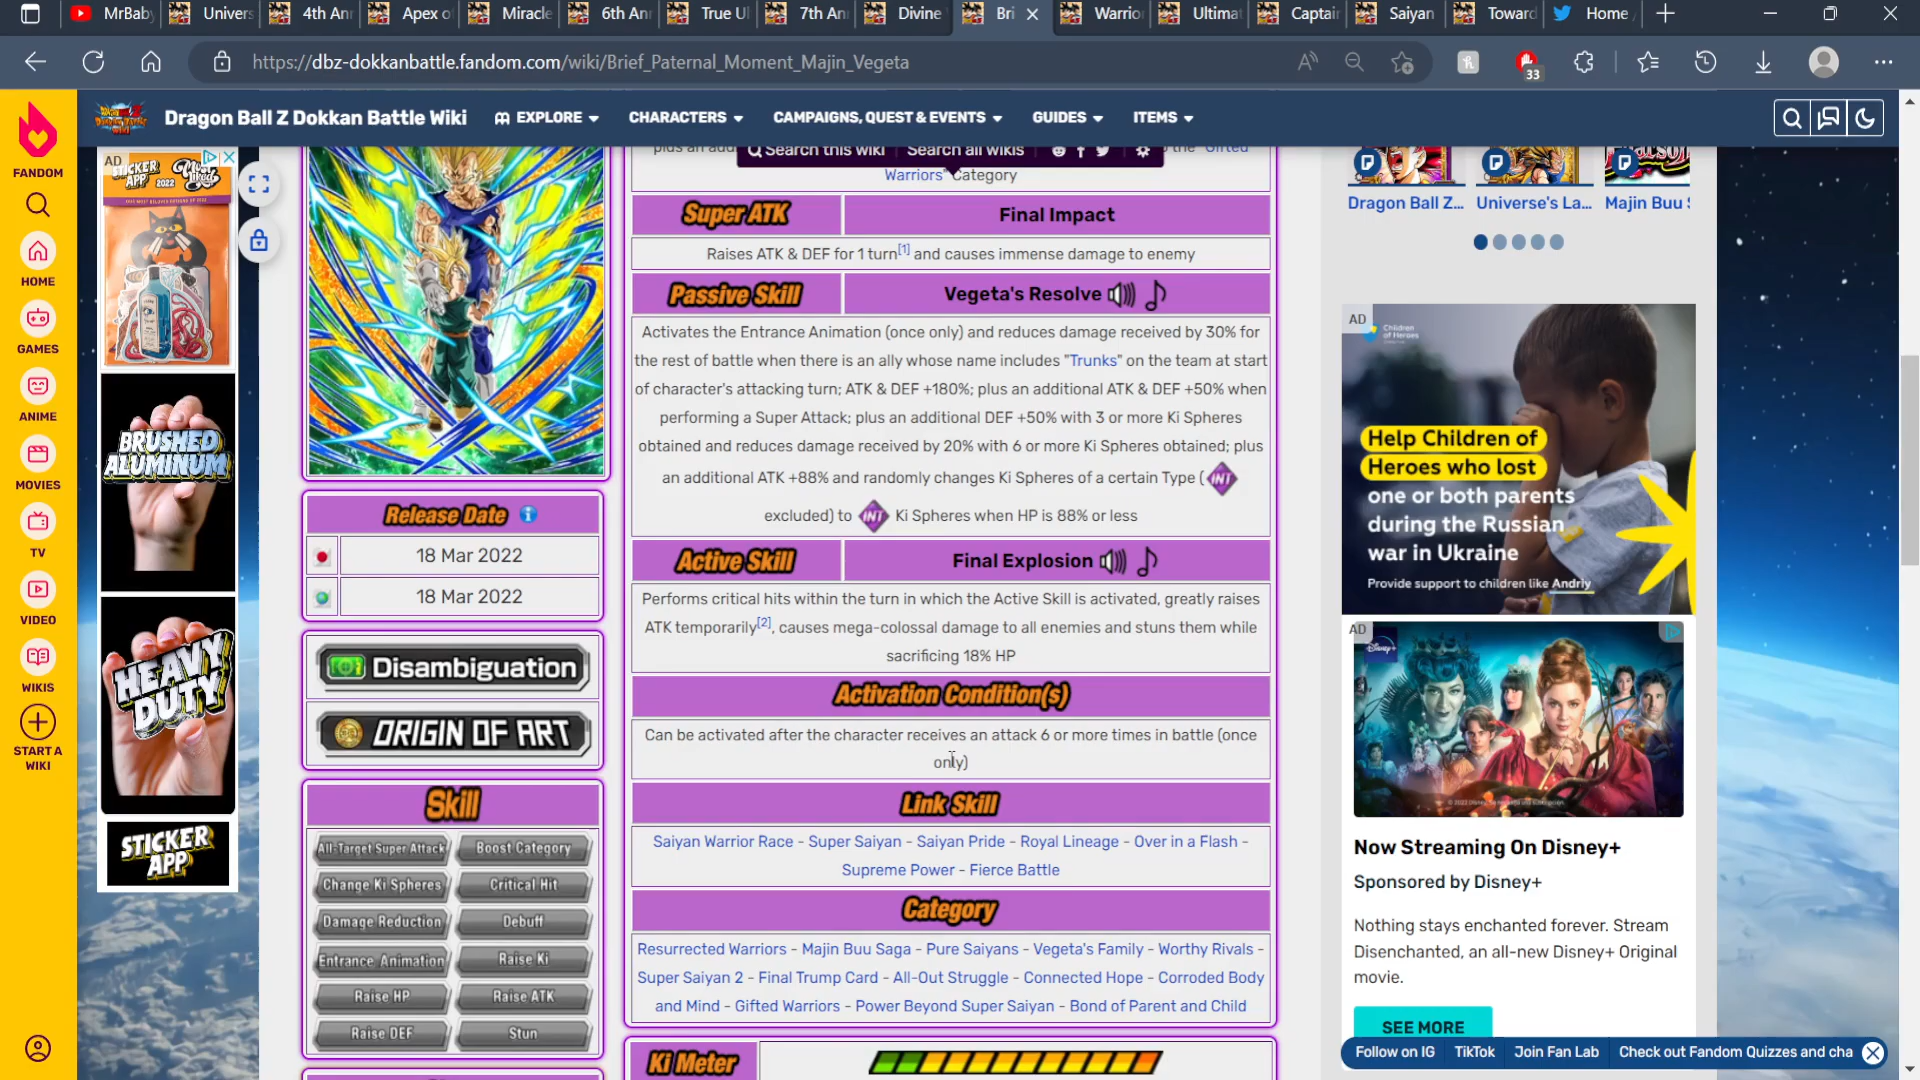 MrBaby
Univers
4th Ann
Apex o
Miracle
6th Ann
True U
7th Ann
Divine
Bri
Warrio
Ultima
Captai
Saiyan
Towar
Home
https://dbz-dokkanbattle.fandom.com/wiki/Brief_Paternal_Moment_Majin_Vegeta
33
Dragon Ball Z Dokkan Battle Wiki
EXPLORE
CHARACTERS
CAMPAIGNS, QUEST & EVENTS
GUIDES
ITEMS
FANDOM
HOME
GAMES
ANIME
MOVIES
TV
VIDEO
WIKIS
START A
WIKI
AD
STICKER
APP
2022
BRUSHED
ALUMINUM
HEAVY
DUTY
STICKER
APP
Search this wiki
Search all wikis
plus an add
the "Gifted
Warriors" Category
Super ATK
Final Impact
Raises ATK & DEF for 1 turn[1] and causes immense damage to enemy
Passive Skill
Vegeta's Resolve
Activates the Entrance Animation (once only) and reduces damage received by 30% for
the rest of battle when there is an ally whose name includes "Trunks" on the team at start
of character's attacking turn; ATK & DEF +180%; plus an additional ATK & DEF +50% when
performing a Super Attack; plus an additional DEF +50% with 3 or more Ki Spheres
obtained and reduces damage received by 20% with 6 or more Ki Spheres obtained; plus
an additional ATK +88% and randomly changes Ki Spheres of a certain Type ( INT
excluded) to INT Ki Spheres when HP is 88% or less
Active Skill
Final Explosion
Performs critical hits within the turn in which the Active Skill is activated, greatly raises
ATK temporarily[2], causes mega-colossal damage to all enemies and stuns them while
sacrificing 18% HP
Activation Condition(s)
Can be activated after the character receives an attack 6 or more times in battle (once
only)
Link Skill
Saiyan Warrior Race - Super Saiyan - Saiyan Pride - Royal Lineage - Over in a Flash -
Supreme Power - Fierce Battle
Category
Resurrected Warriors - Majin Buu Saga - Pure Saiyans - Vegeta's Family - Worthy Rivals -
Super Saiyan 2 - Final Trump Card - All-Out Struggle - Connected Hope - Corroded Body
and Mind - Gifted Warriors - Power Beyond Super Saiyan - Bond of Parent and Child
Ki Meter
Release Date
18 Mar 2022
18 Mar 2022
Disambiguation
ORIGIN OF ART
Skill
All-Target Super Attack
Boost Category
Change Ki Spheres
Critical Hit
Damage Reduction
Debuff
Entrance Animation
Raise Ki
Raise HP
Raise ATK
Raise DEF
Stun
Dragon Ball Z...
Universe's La...
Majin Buu S
AD
Children
of Heroes
Help Children of
Heroes who lost
one or both parents
during the Russian
war in Ukraine
Provide support to children like Andriy
AD
Disney+
Now Streaming On Disney+
Sponsored by Disney+
Nothing stays enchanted forever. Stream
Disenchanted, an all-new Disney+ Original
movie.
SEE MORE
Follow on IG
TikTok
Join Fan Lab
Check out Fandom Quizzes and cha